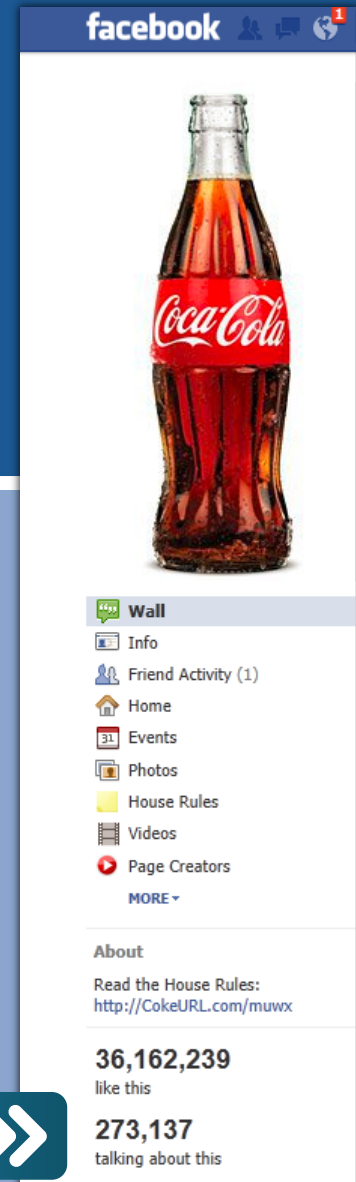 facebook
1
Coca-Cola
Wall
Info
Friend Activity (1)
Home
31 Events
Photos
House Rules
Videos
Page Creators
MORE
About
Read the House Rules:
http://CokeURL.com/muwx
36,162,239
like this
273,137
talking about this